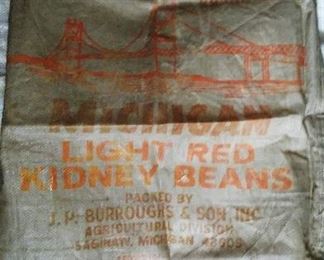 MICHIGAN
LIGHT RED
KIDNEY BEANS
PACKED BY
J. P. BURROUGHS & SON, INC.
AGRICULTURAL DIVISION
SAGINAW, MICHIGAN 48605